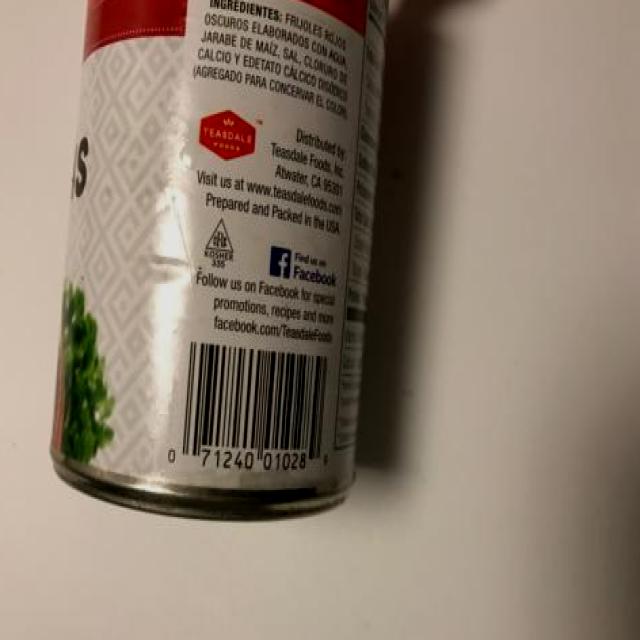 INGREDIENTES: FRIJOLES ROJOS
OSCUROS ELABORADOS CON AGUA,
JARABE DE MAÍZ, SAL, CLORURO DE
CALCIO Y EDETATO CÁLCICO DISÓDICO
(AGREGADO PARA CONSERVAR EL COLOR)
TEASDALE
FOODS
Distributed by:
Teasdale Foods, Inc.
Atwater, CA 95301
Visit us at www.teasdalefoods.com
Prepared and Packed in the USA
KOSHER
335
Find us on
Facebook
Follow us on Facebook for special
promotions, recipes and more
facebook.com/TeasdaleFoods
0 71240 01028